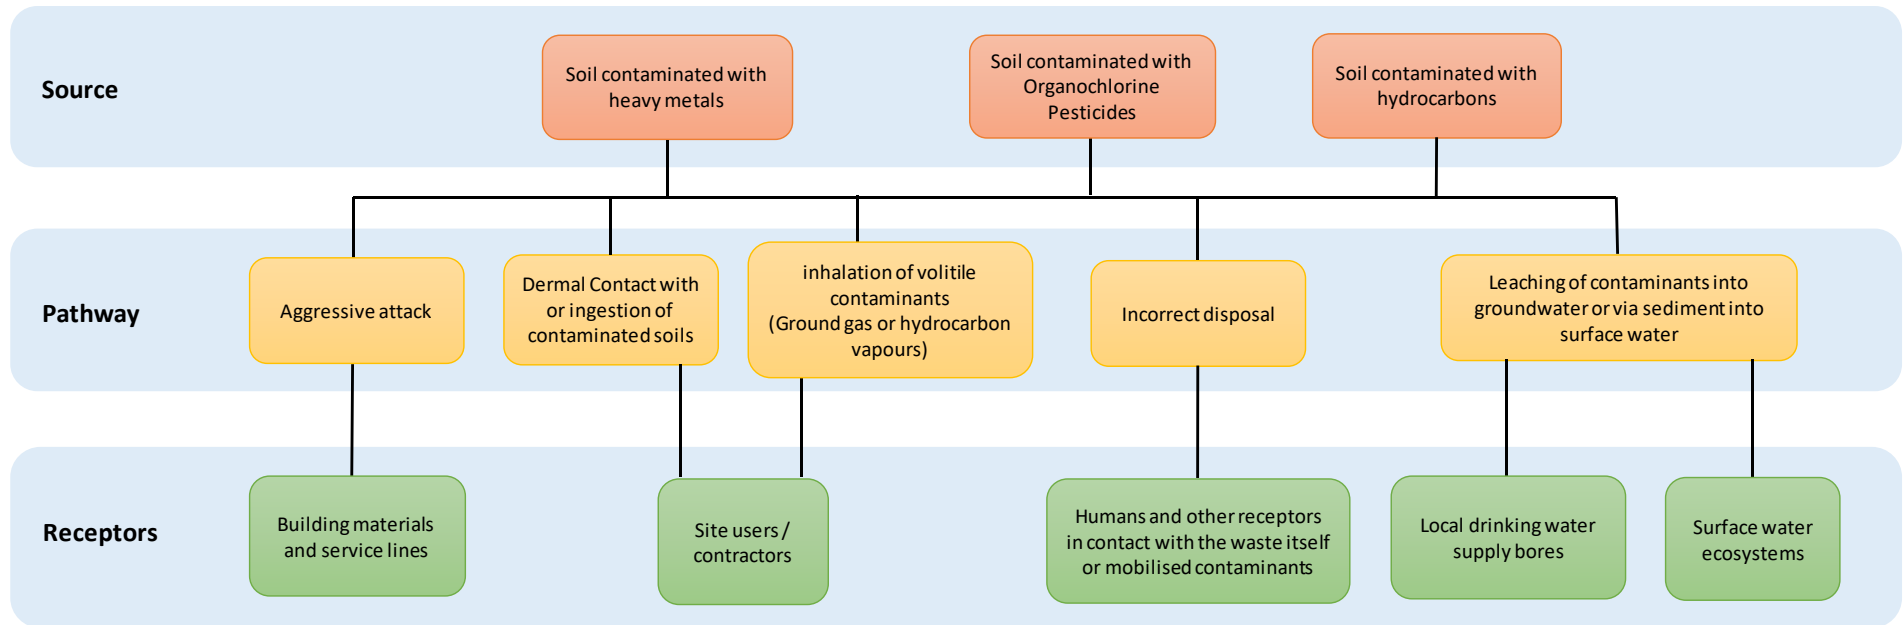 Source
Soil contaminated with
heavy metals
Soil contaminated with
Organochlorine
Pesticides
Soil contaminated with
hydrocarbons
Pathway
Aggressive attack
Dermal Contact with
or ingestion of
contaminated soils
inhalation of volitile
contaminants
(Ground gas or hydrocarbon
vapours)
Incorrect disposal
Leaching of contaminants into
groundwater or via sediment into
surface water
Receptors
Building materials
and service lines
Site users /
contractors
Humans and other receptors
in contact with the waste itself
or mobilised contaminants
Local drinking water
supply bores
Surface water
ecosystems